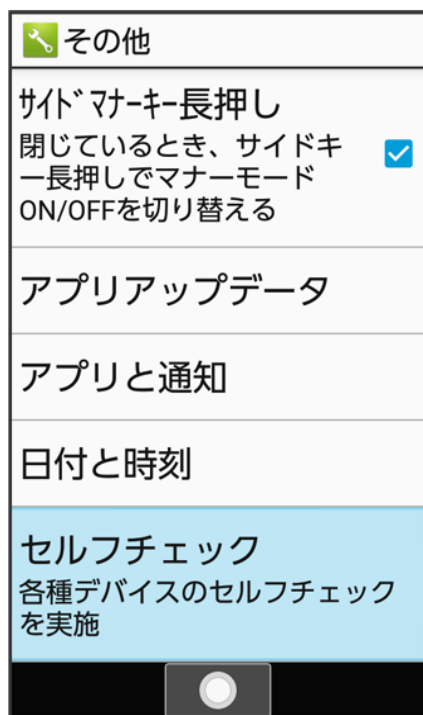 その他
サイドマナーキー長押し
閉じているとき、サイドキ
ー長押しでマナーモード
ON/OFFを切り替える
アプリアップデータ
アプリと通知
日付と時刻
セルフチェック
各種デバイスのセルフチェック
を実施